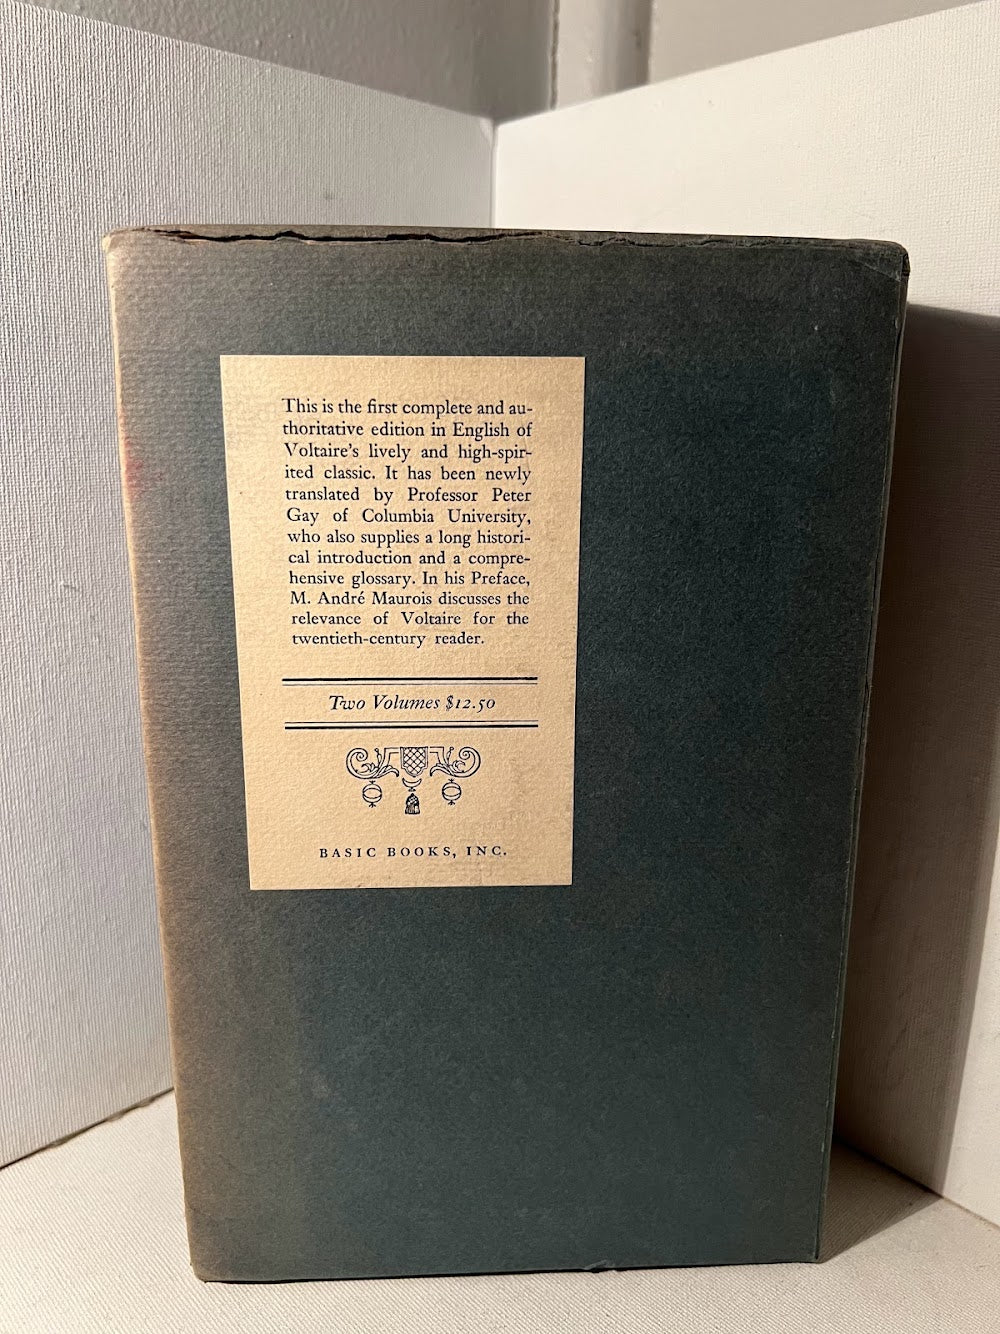 This is the first complete and au-
thoritative edition in English of
Voltaire's lively and high-spir-
ited classic. It has been newly
translated by Professor Peter
Gay of Columbia University,
who also supplies a long histori-
cal introduction and a compre-
hensive glossary. In his Preface,
M. André Maurois discusses the
relevance of Voltaire for the
twentieth-century reader.
Two Volumes $12.50
BASIC BOOKS, INC.